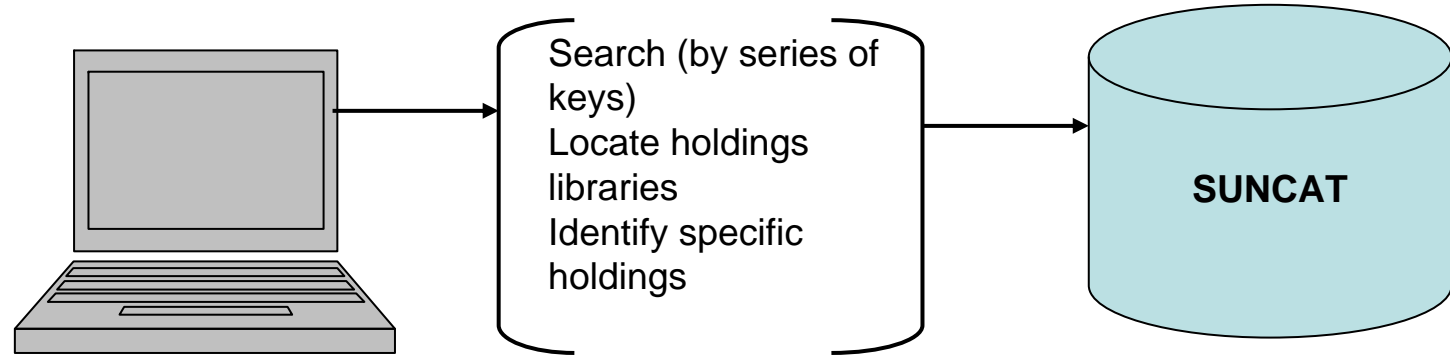 Search (by series of
keys)
Locate holdings
libraries
Identify specific
holdings
SUNCAT